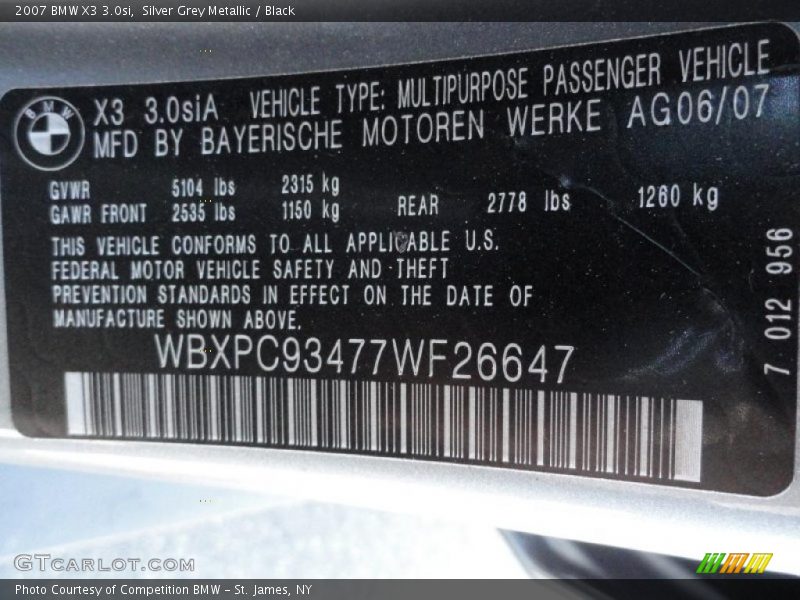 2007 BMW X3 3.0si, Silver Grey Metallic / Black
BMW
X3 3.0siA VEHICLE TYPE: MULTIPURPOSE PASSENGER VEHICLE
MFD BY BAYERISCHE MOTOREN WERKE AG 06/07
GVWR 5104 lbs 2315 kg
GAWR FRONT 2535 lbs 1150 kg REAR 2778 lbs 1260 kg
THIS VEHICLE CONFORMS TO ALL APPLICABLE U.S.
FEDERAL MOTOR VEHICLE SAFETY AND THEFT
PREVENTION STANDARDS IN EFFECT ON THE DATE OF
MANUFACTURE SHOWN ABOVE.
WBXPC93477WF26647
7 012 956
GTCARLOT.COM
Photo Courtesy of Competition BMW - St. James, NY